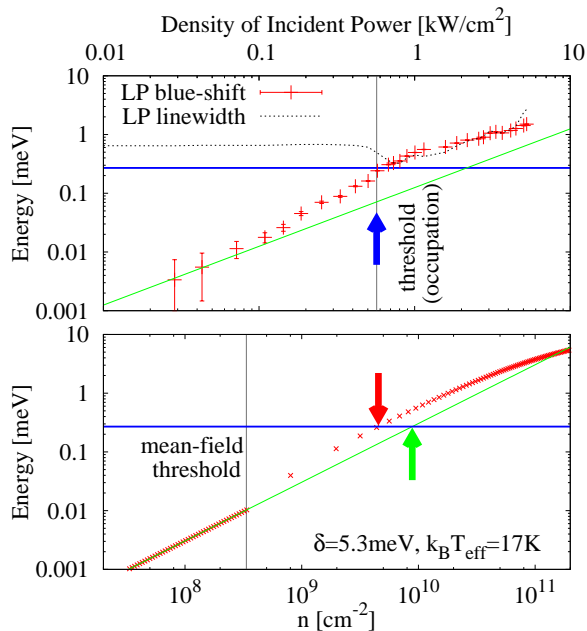 Density of Incident Power [kW/cm²]
0.01 0.1 1 10
10
1
0.1
0.01
0.001
Energy [meV]
LP blue-shift
LP linewidth
threshold
(occupation)
10
1
0.1
0.01
0.001
Energy [meV]
mean-field
threshold
δ=5.3meV, k_BT_eff=17K
10⁸ 10⁹ 10¹⁰ 10¹¹
n [cm⁻²]